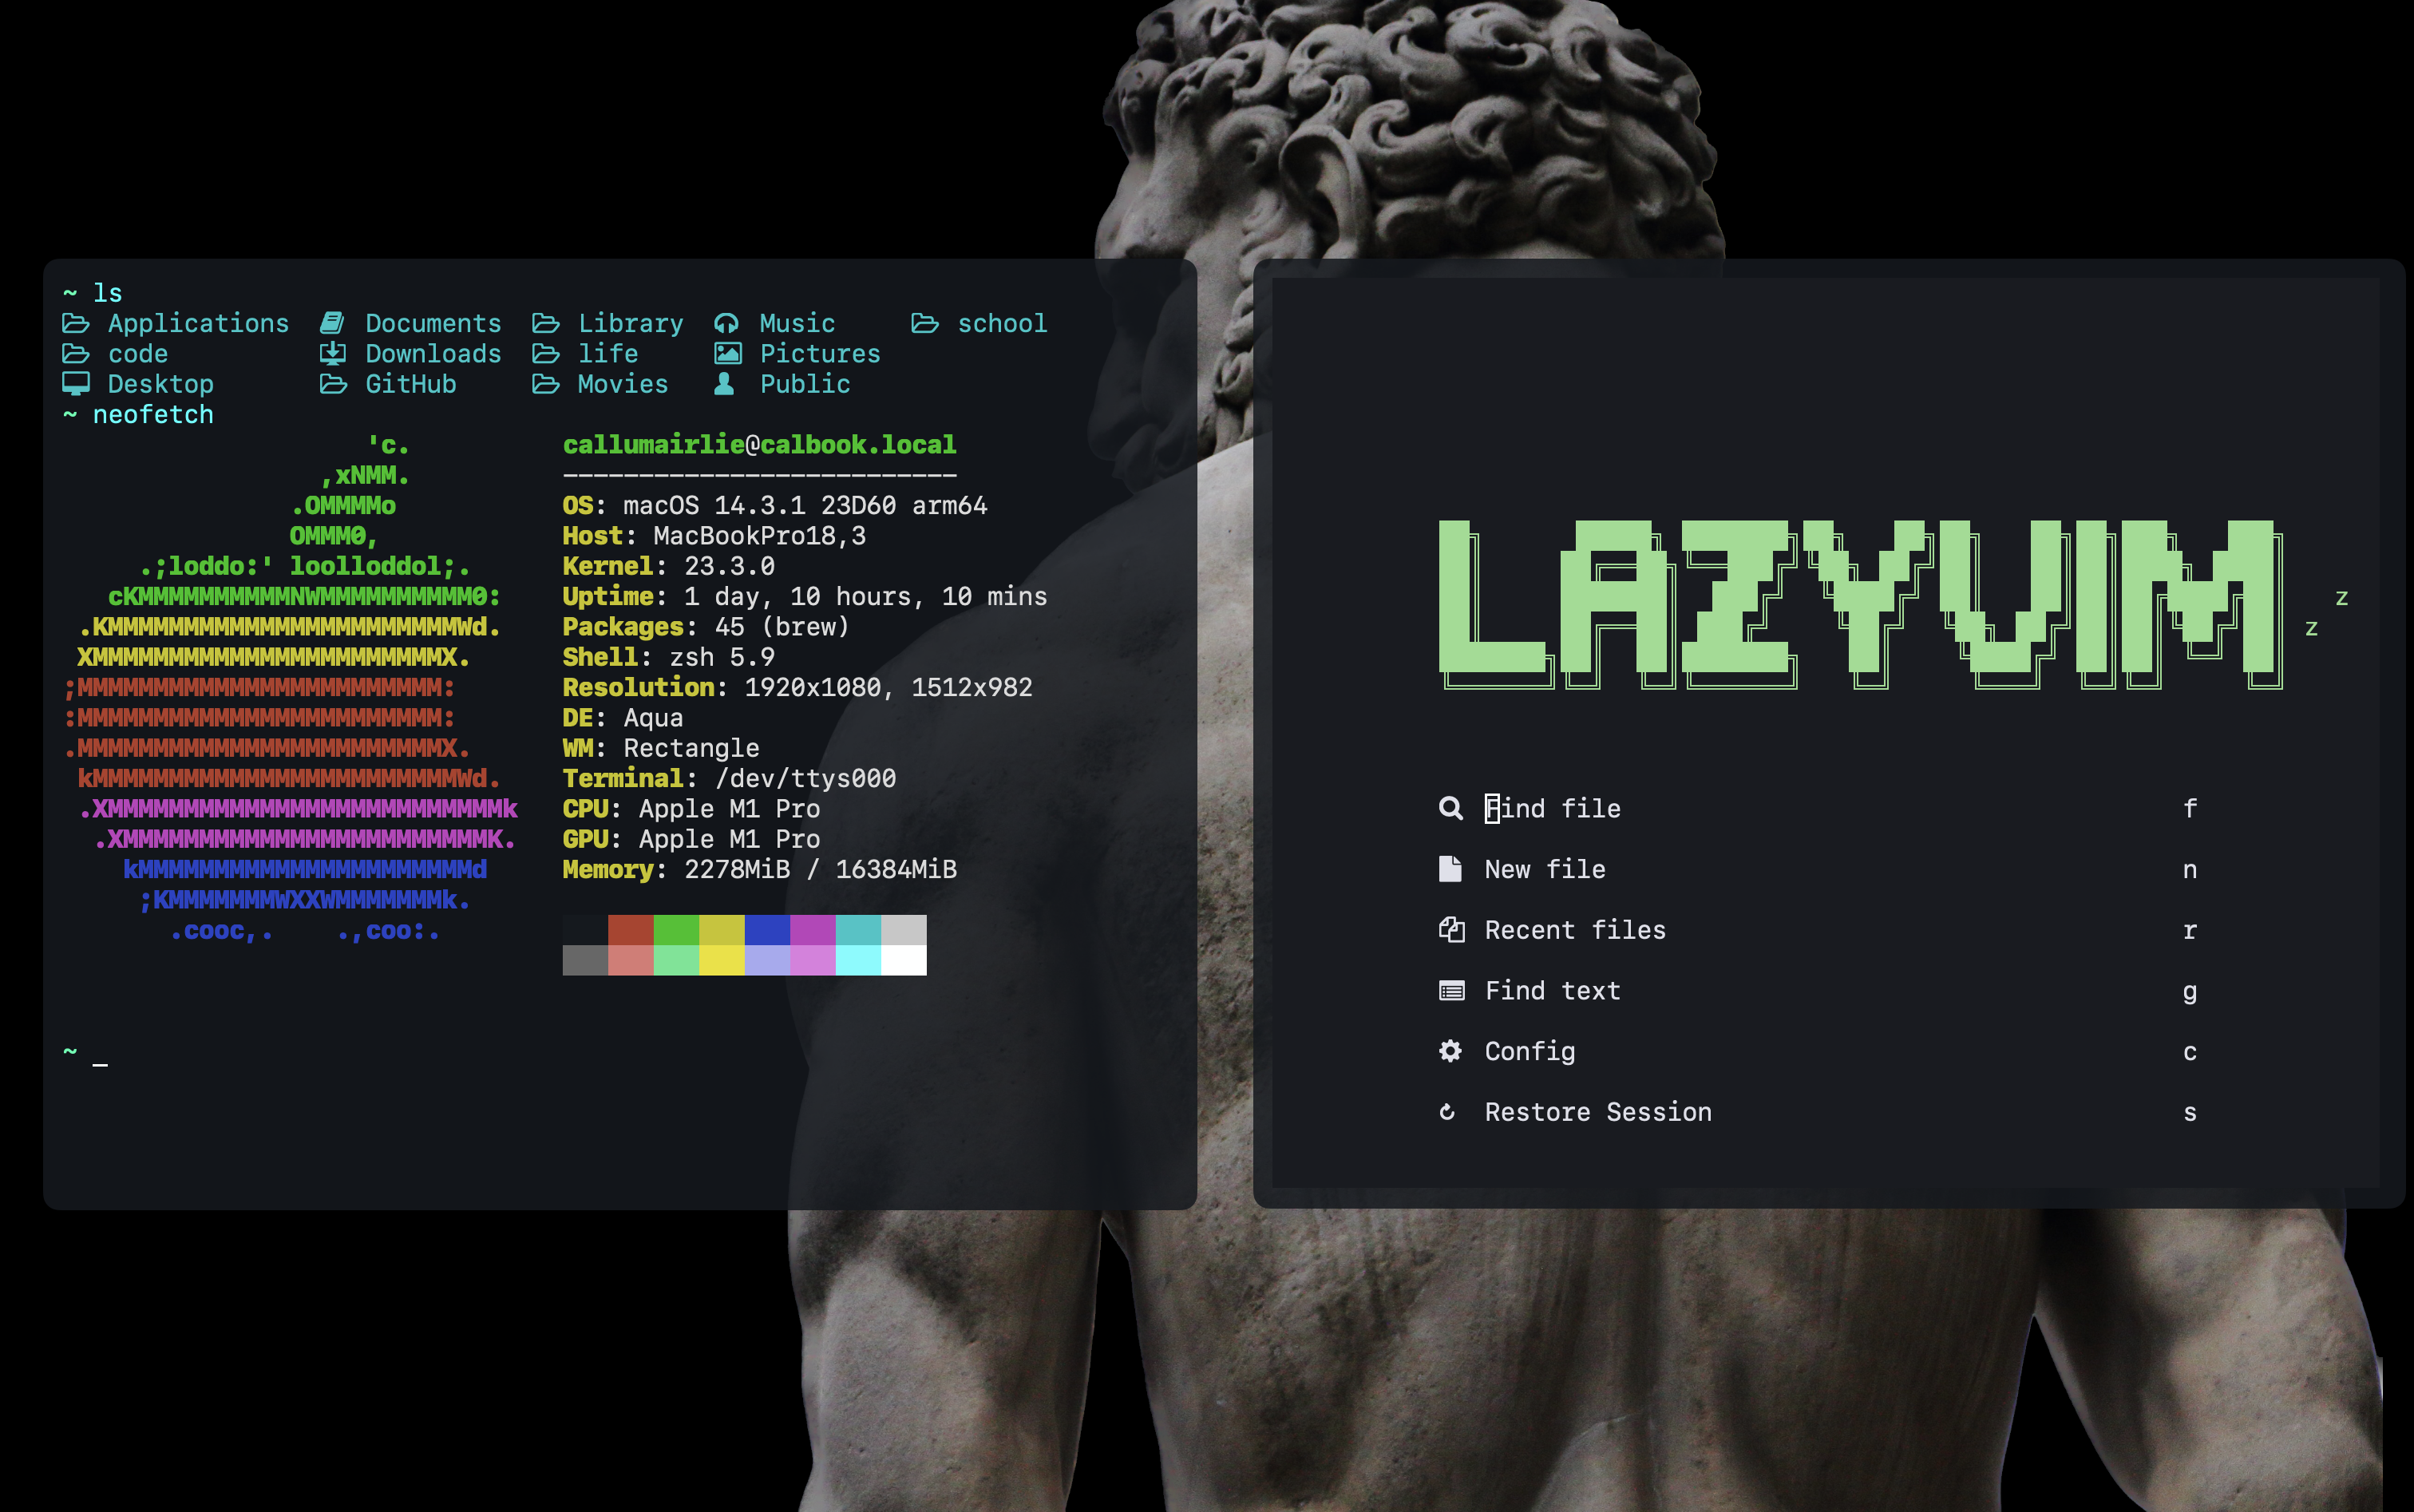 ~ ls
Applications Documents Library Music school
code Downloads life Pictures
Desktop GitHub Movies Public
~ neofetch
'c. callumairlie@calbook.local
,xNMM. --------------------------
.OMMMMo OS: macOS 14.3.1 23D60 arm64
OMMM0, Host: MacBookPro18,3
.;loddo:' loolloddol;. Kernel: 23.3.0
cKMMMMMMMMMMNWMMMMMMMMMM0: Uptime: 1 day, 10 hours, 10 mins
.KMMMMMMMMMMMMMMMMMMMMMMMWd. Packages: 45 (brew)
XMMMMMMMMMMMMMMMMMMMMMMMX. Shell: zsh 5.9
;MMMMMMMMMMMMMMMMMMMMMMMM: Resolution: 1920x1080, 1512x982
:MMMMMMMMMMMMMMMMMMMMMMMM: DE: Aqua
.MMMMMMMMMMMMMMMMMMMMMMMMX. WM: Rectangle
kMMMMMMMMMMMMMMMMMMMMMMMMWd. Terminal: /dev/ttys000
.XMMMMMMMMMMMMMMMMMMMMMMMMMMk CPU: Apple M1 Pro
.XMMMMMMMMMMMMMMMMMMMMMMMMK. GPU: Apple M1 Pro
kMMMMMMMMMMMMMMMMMMMMMMd Memory: 2278MiB / 16384MiB
;KMMMMMMMWXXWMMMMMMMk.
.cooc,. .,coo:.
~ _
LAZYVIM z
z
Find file f
New file n
Recent files r
Find text g
Config c
Restore Session s